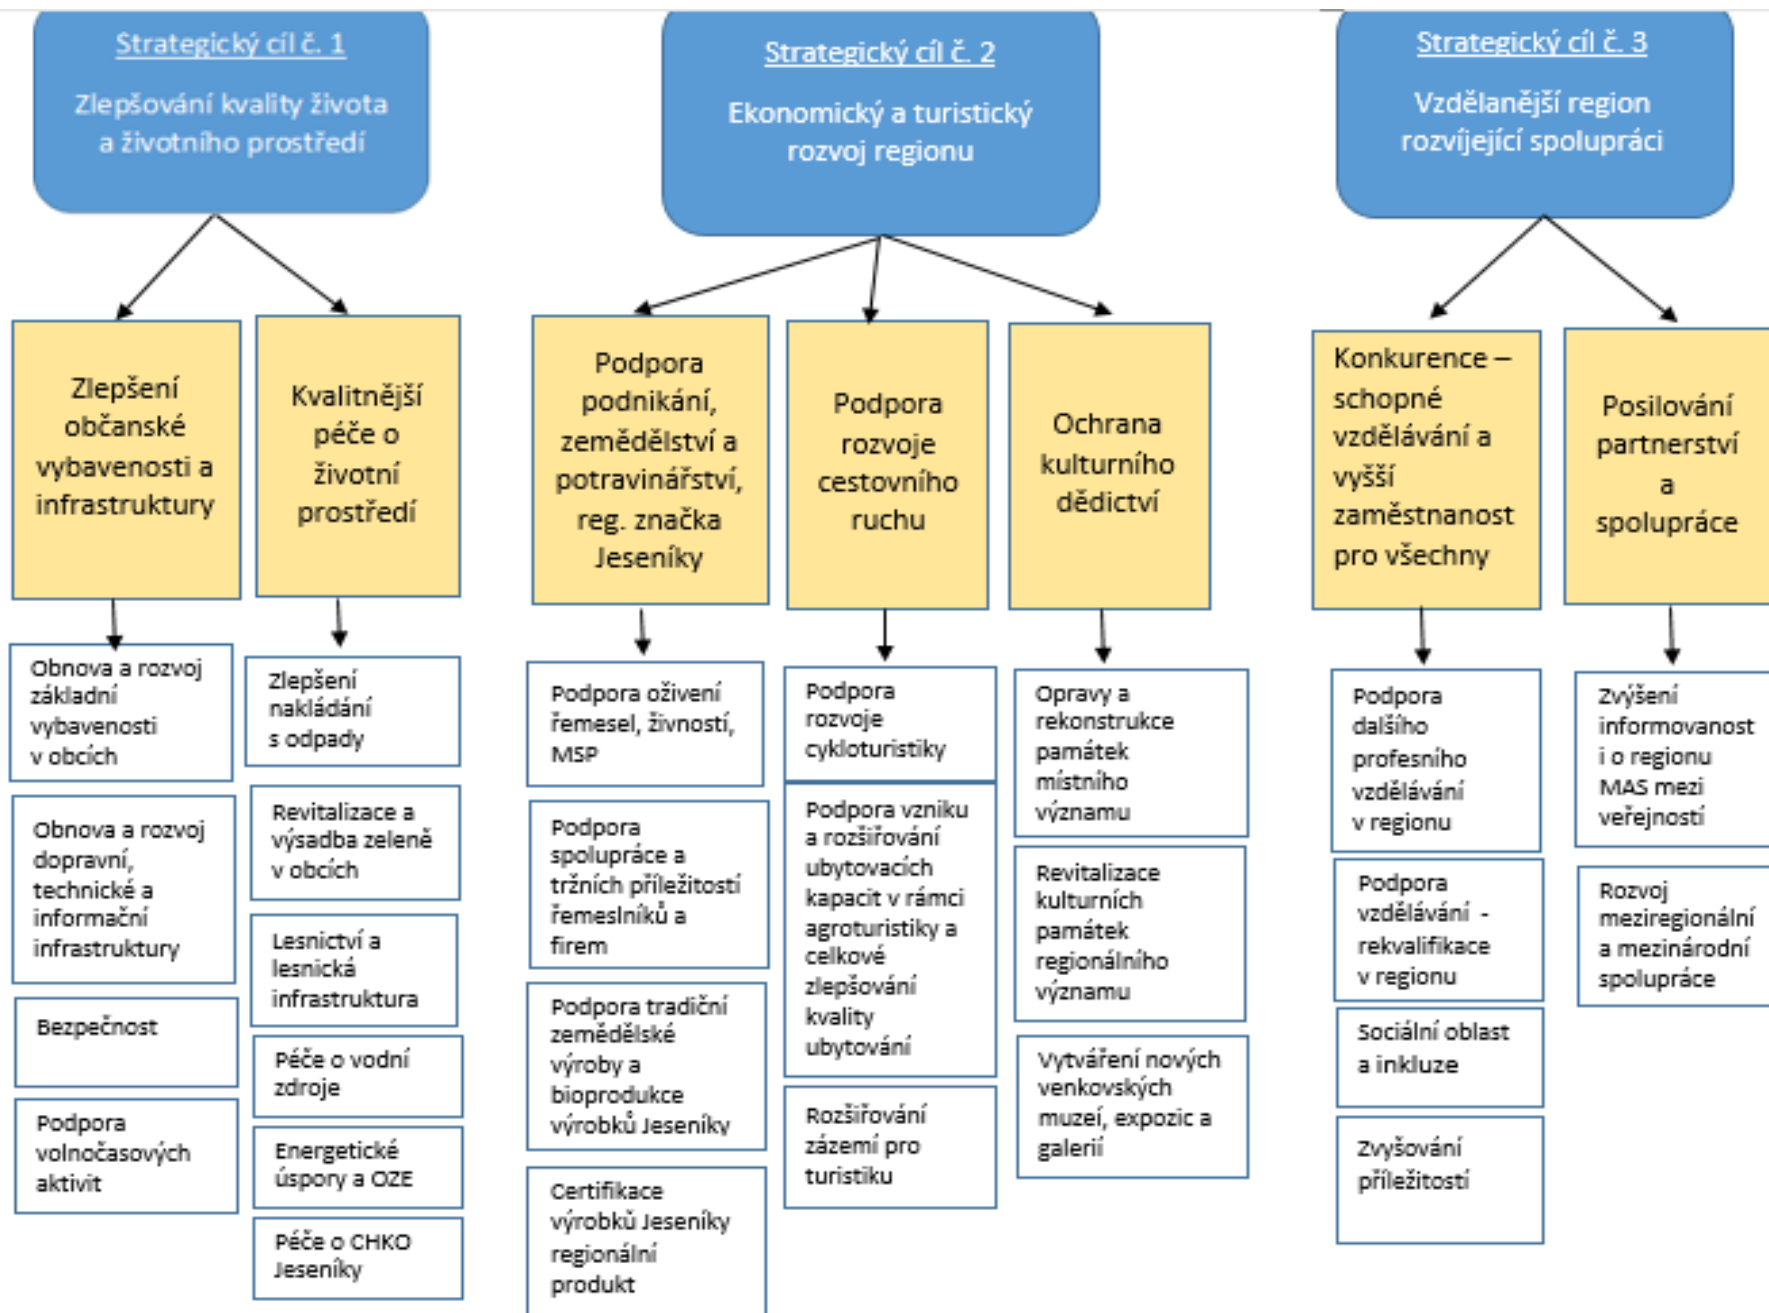 Strategický cíl č. 1
Zlepšování kvality života
a životního prostředí
Strategický cíl č. 2
Ekonomický a turistický
rozvoj regionu
Strategický cíl č. 3
Vzdělanější region
rozvíjející spolupráci
Zlepšení
občanské
vybavenosti a
infrastruktury
Kvalitnější
péče o
životní
prostředí
Podpora
podnikání,
zemědělství a
potravinářství,
reg. značka
Jeseníky
Podpora
rozvoje
cestovního
ruchu
Ochrana
kulturního
dědictví
Konkurence –
schopné
vzdělávání a
vyšší
zaměstnanost
pro všechny
Posilování
partnerství
a
spolupráce
Obnova a rozvoj
základní
vybavenosti
v obcích
Obnova a rozvoj
dopravní,
technické a
informační
infrastruktury
Bezpečnost
Podpora
volnočasových
aktivit
Zlepšení
nakládání
s odpady
Revitalizace a
výsadba zeleně
v obcích
Lesnictví a
lesnická
infrastruktura
Péče o vodní
zdroje
Energetické
úspory a OZE
Péče o CHKO
Jeseníky
Podpora oživení
řemesel, živností,
MSP
Podpora
spolupráce a
tržních příležitostí
řemeslníků a
firem
Podpora tradiční
zemědělské
výroby a
bioprodukce
výrobků Jeseníky
Certifikace
výrobků Jeseníky
regionální
produkt
Podpora
rozvoje
cykloturistiky
Podpora vzniku
a rozšiřování
ubytovacích
kapacit v rámci
agroturistiky a
celkové
zlepšování
kvality
ubytování
Rozšiřování
zázemí pro
turistiku
Opravy a
rekonstrukce
památek
místního
významu
Revitalizace
kulturních
památek
regionálního
významu
Vytváření nových
venkovských
muzeí, expozic a
galerií
Podpora
dalšího
profesního
vzdělávání
v regionu
Podpora
vzdělávání -
rekvalifikace
v regionu
Sociální oblast
a inkluze
Zvyšování
příležitostí
Zvýšení
informovanost
i o regionu
MAS mezi
veřejností
Rozvoj
meziregionální
a mezinárodní
spolupráce